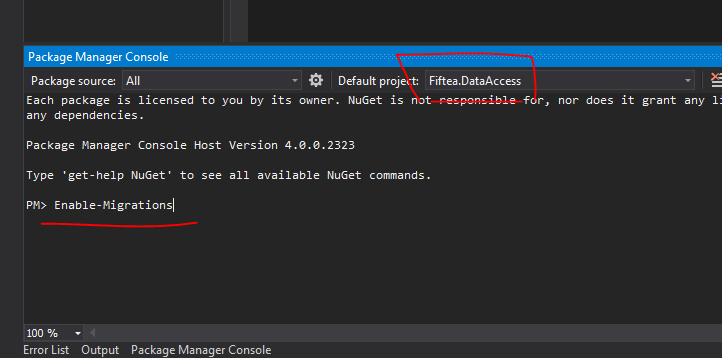 Package Manager Console
Package source: All Default project: Fiftea.DataAccess
Each package is licensed to you by its owner. NuGet is not responsible for, nor does it grant any li
any dependencies.
Package Manager Console Host Version 4.0.0.2323
Type 'get-help NuGet' to see all available NuGet commands.
PM> Enable-Migrations
100 %
Error List Output Package Manager Console